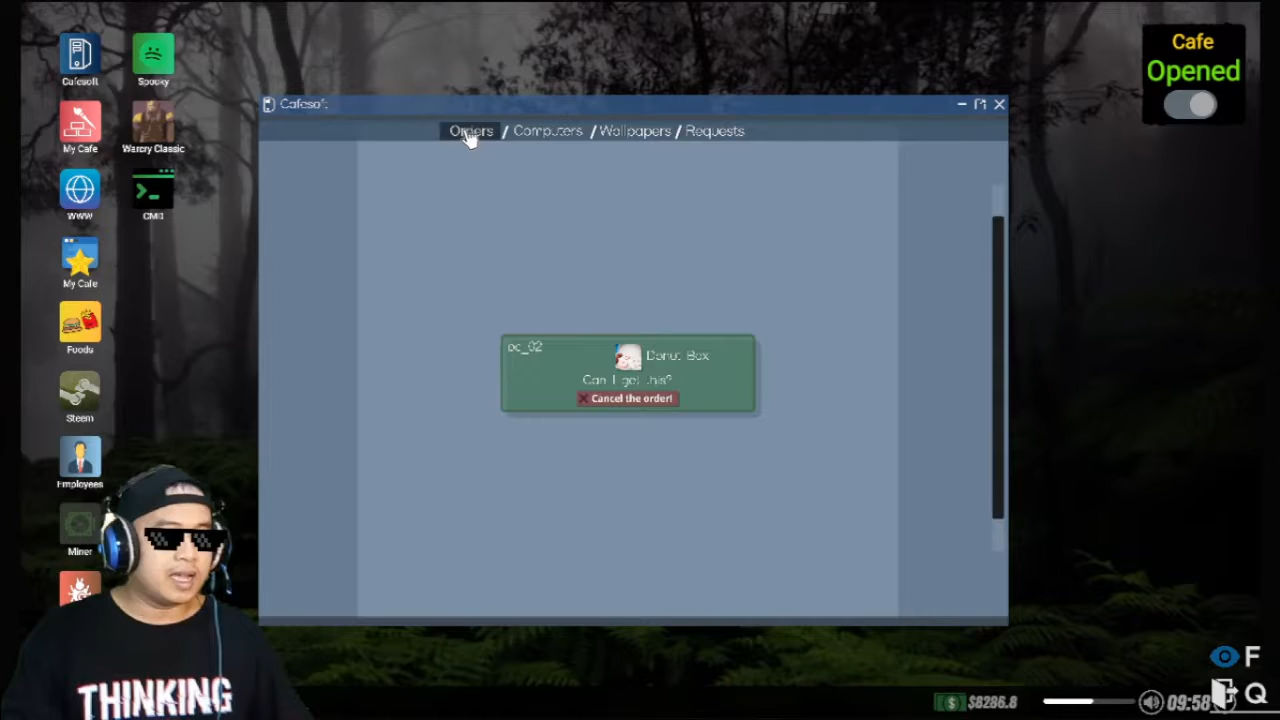 Cafesoft
Spooky
My Cafe
Warcry Classic
WWW
CMD
My Cafe
Foods
Steem
Employees
Miner
Cafesoft
Orders / Computers / Wallpapers / Requests
pc_02
Donut Box
Can I get this?
Cancel the order!
Cafe
Opened
F
$8286.8
09:58
Q
THINKING